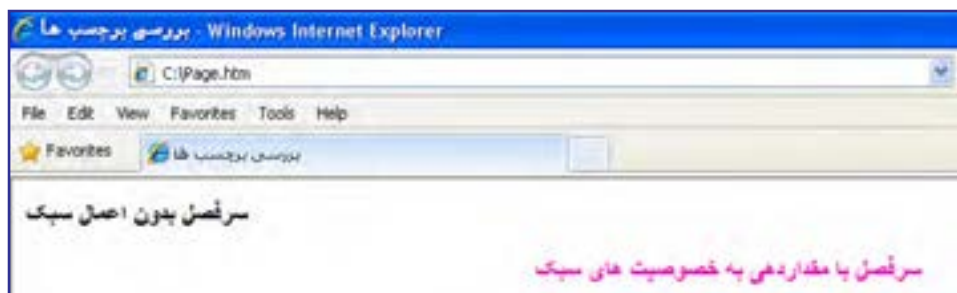 بررسی برچسب ها - Windows Internet Explorer
C:\Page.htm
File Edit View Favorites Tools Help
Favorites بررسی برچسب ها
سرفصل بدون اعمال سبک
سرفصل با مقداردهی به خصوصیت های سبک